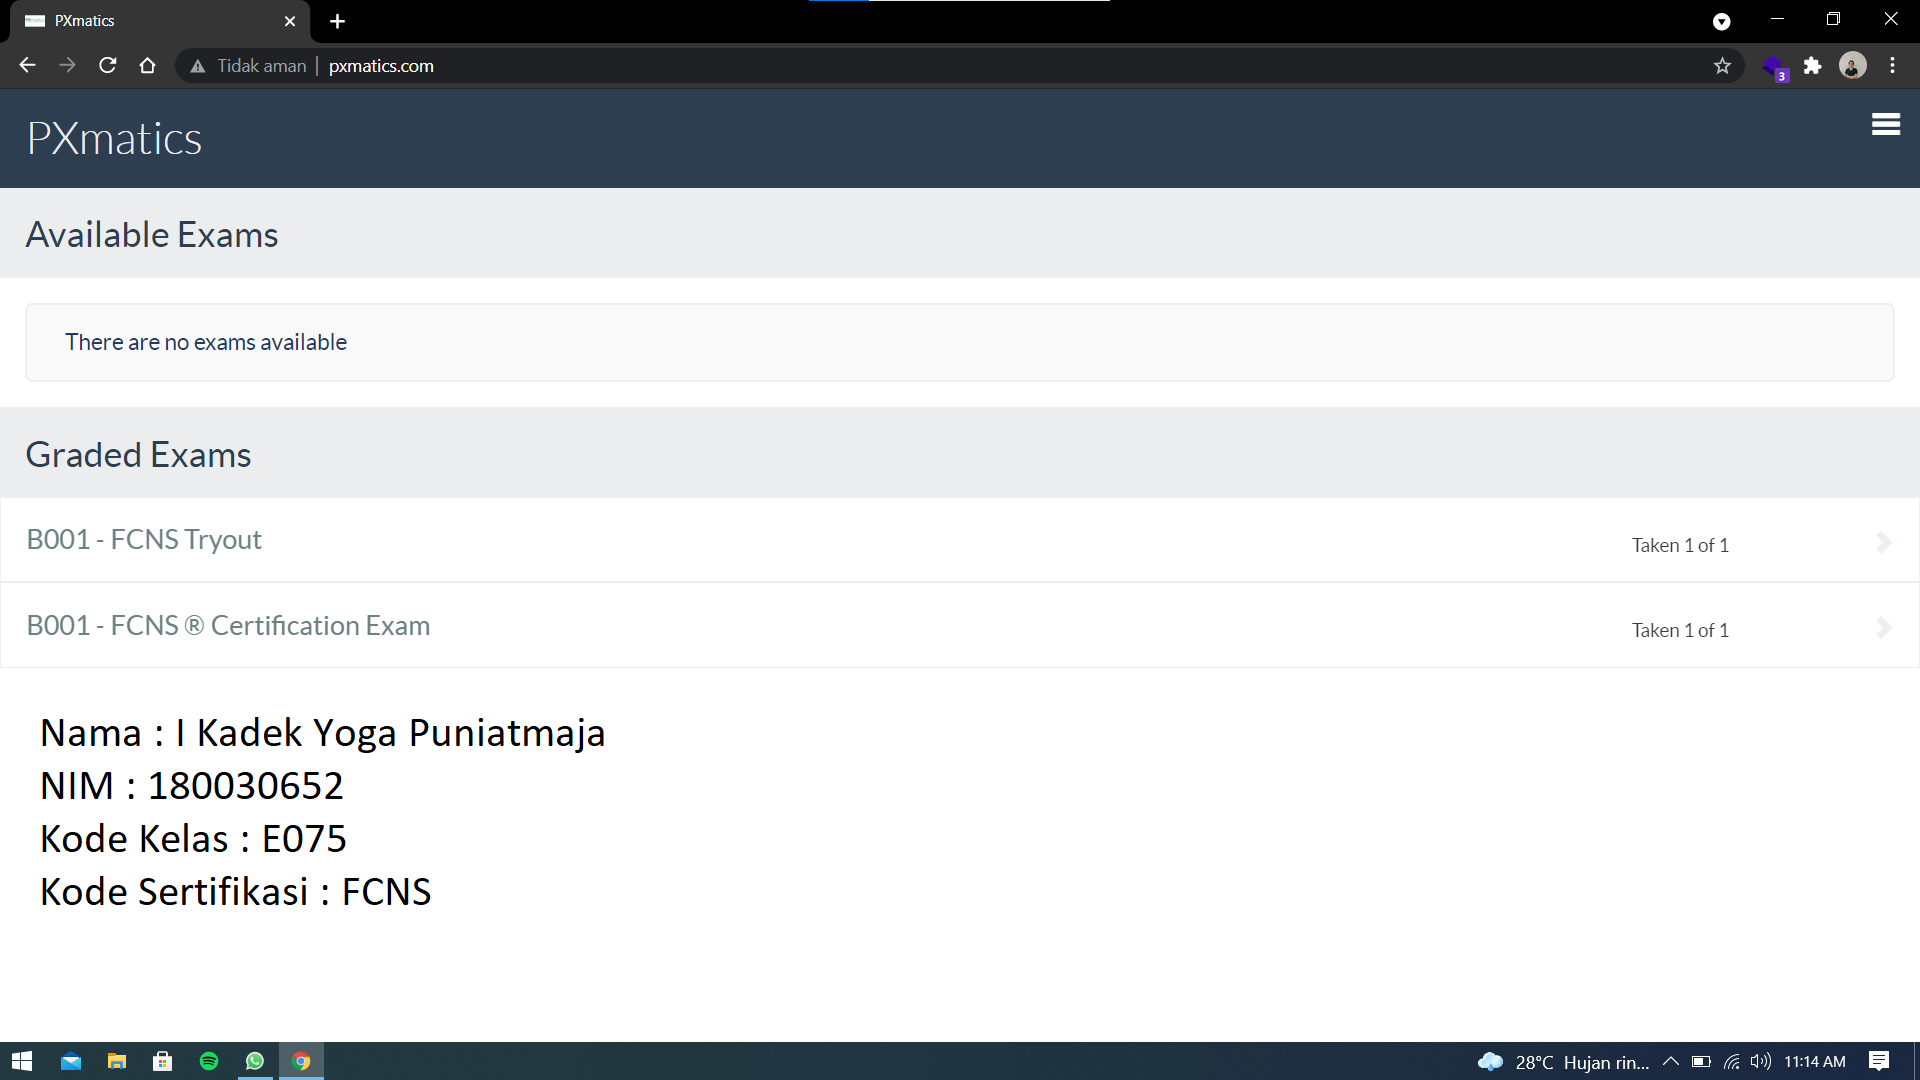 PXmatics
Tidak aman | pxmatics.com
3
PXmatics
Available Exams
There are no exams available
Graded Exams
B001 - FCNS Tryout
Taken 1 of 1
B001 - FCNS ® Certification Exam
Taken 1 of 1
Nama : I Kadek Yoga Puniatmaja
NIM : 180030652
Kode Kelas : E075
Kode Sertifikasi : FCNS
28°C Hujan rin... 11:14 AM